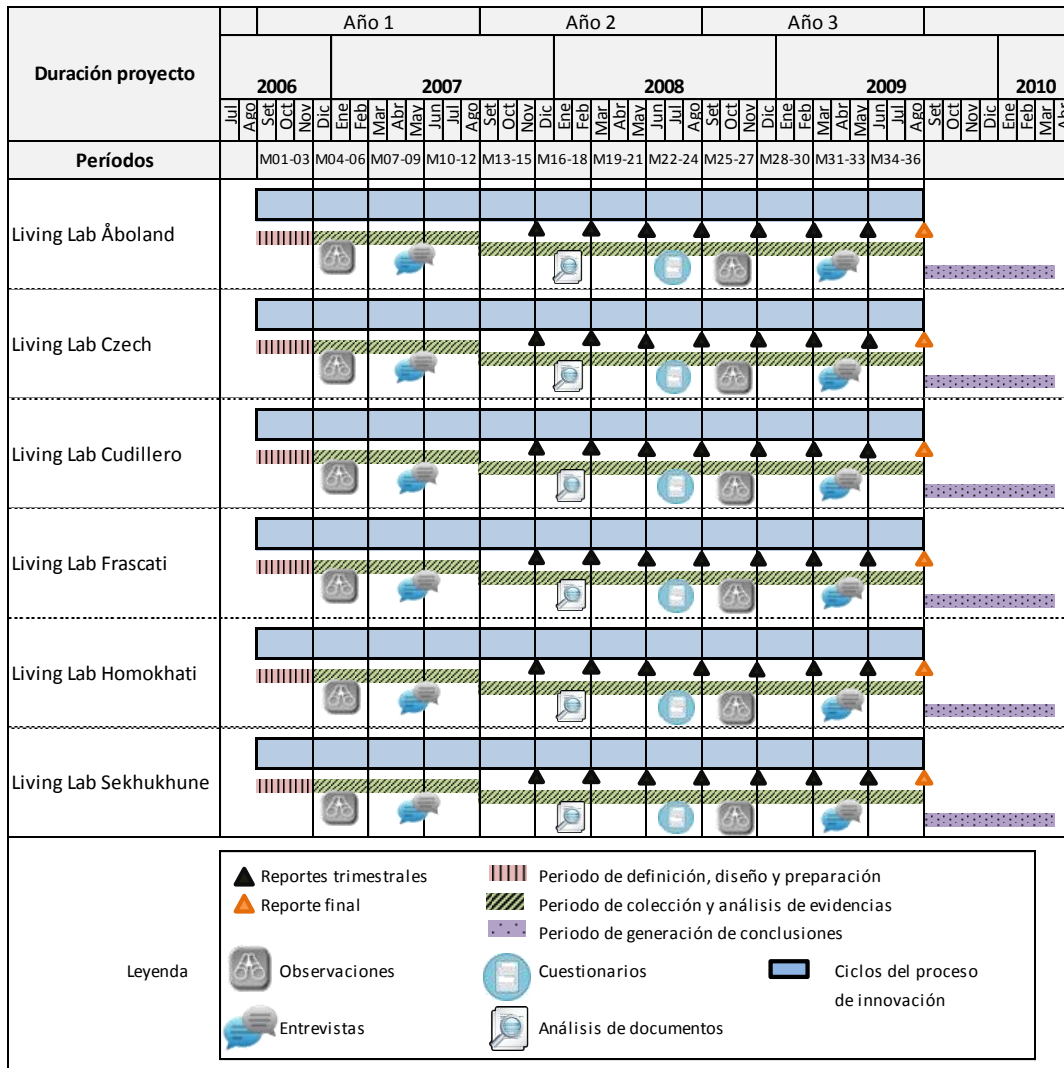 Año 1 Año 2 Año 3
Duración proyecto
2006 2007 2008 2009 2010
Jul Ago Set Oct Nov Dic Ene Feb Mar Abr May Jun Jul Ago Set Oct Nov Dic Ene Feb Mar Abr May Jun Jul Ago Set Oct Nov Dic Ene Feb Mar Abr May Jun Jul Ago Set Oct Nov Dic Ene Feb Mar Abr
Períodos M01-03 M04-06 M07-09 M10-12 M13-15 M16-18 M19-21 M22-24 M25-27 M28-30 M31-33 M34-36
Living Lab Åboland
Living Lab Czech
Living Lab Cudillero
Living Lab Frascati
Living Lab Homokhati
Living Lab Sekhukhune
Leyenda
Reportes trimestrales Periodo de definición, diseño y preparación
Reporte final Periodo de colección y análisis de evidencias
Periodo de generación de conclusiones
Observaciones Cuestionarios Ciclos del proceso
de innovación
Entrevistas Análisis de documentos